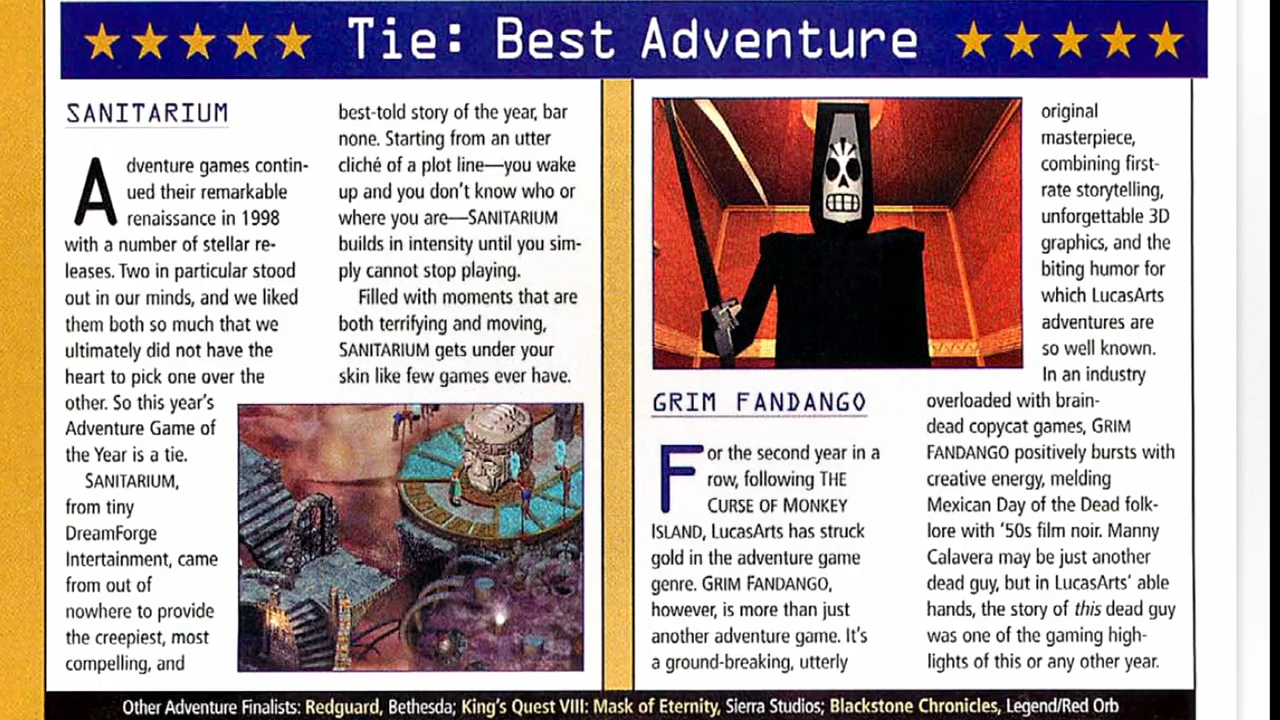 Tie: Best Adventure
SANITARIUM
Adventure games contin-
ued their remarkable
renaissance in 1998
with a number of stellar re-
leases. Two in particular stood
out in our minds, and we liked
them both so much that we
ultimately did not have the
heart to pick one over the
other. So this year's
Adventure Game of
the Year is a tie.
SANITARIUM,
from tiny
DreamForge
Intertainment, came
from out of
nowhere to provide
the creepiest, most
compelling, and
best-told story of the year, bar
none. Starting from an utter
cliché of a plot line—you wake
up and you don't know who or
where you are—SANITARIUM
builds in intensity until you sim-
ply cannot stop playing.
Filled with moments that are
both terrifying and moving,
SANITARIUM gets under your
skin like few games ever have.
GRIM FANDANGO
For the second year in a
row, following THE
CURSE OF MONKEY
ISLAND, LucasArts has struck
gold in the adventure game
genre. GRIM FANDANGO,
however, is more than just
another adventure game. It's
a ground-breaking, utterly
original
masterpiece,
combining first-
rate storytelling,
unforgettable 3D
graphics, and the
biting humor for
which LucasArts
adventures are
so well known.
In an industry
overloaded with brain-
dead copycat games, GRIM
FANDANGO positively bursts with
creative energy, melding
Mexican Day of the Dead folk-
lore with '50s film noir. Manny
Calavera may be just another
dead guy, but in LucasArts' able
hands, the story of this dead guy
was one of the gaming high-
lights of this or any other year.
Other Adventure Finalists: Redguard, Bethesda; King's Quest VIII: Mask of Eternity, Sierra Studios; Blackstone Chronicles, Legend/Red Orb